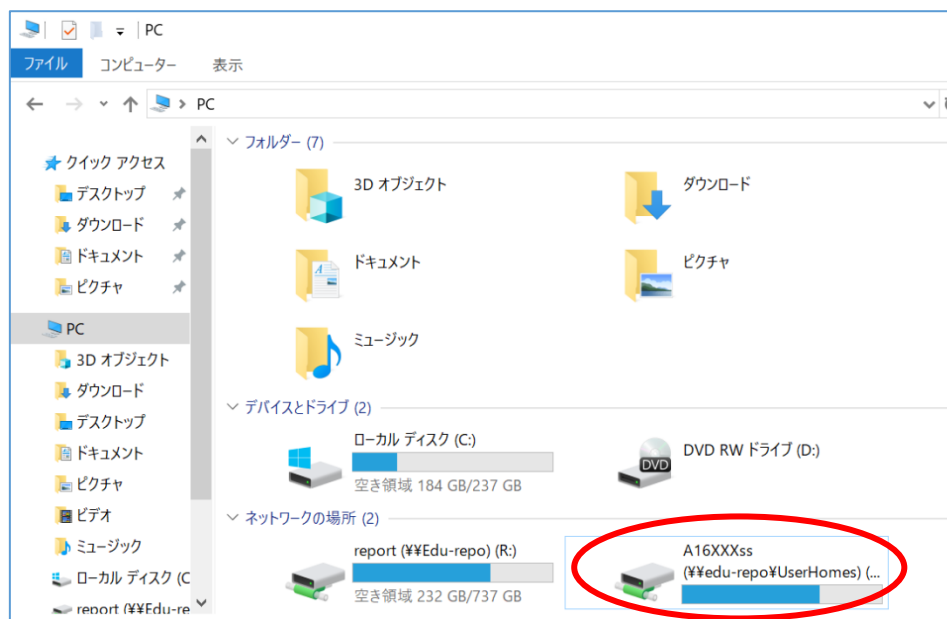 PC
ファイル コンピューター 表示
PC
クイック アクセス
デスクトップ
ダウンロード
ドキュメント
ピクチャ
PC
3D オブジェクト
ダウンロード
デスクトップ
ドキュメント
ピクチャ
ビデオ
ミュージック
ローカル ディスク (C
report (¥¥Edu-re
フォルダー (7)
3D オブジェクト
ダウンロード
ドキュメント
ピクチャ
ミュージック
デバイスとドライブ (2)
ローカル ディスク (C:)
空き領域 184 GB/237 GB
DVD RW ドライブ (D:)
DVD
ネットワークの場所 (2)
report (¥¥Edu-repo) (R:)
空き領域 232 GB/737 GB
A16XXXss
(¥¥edu-repo¥UserHomes) (...